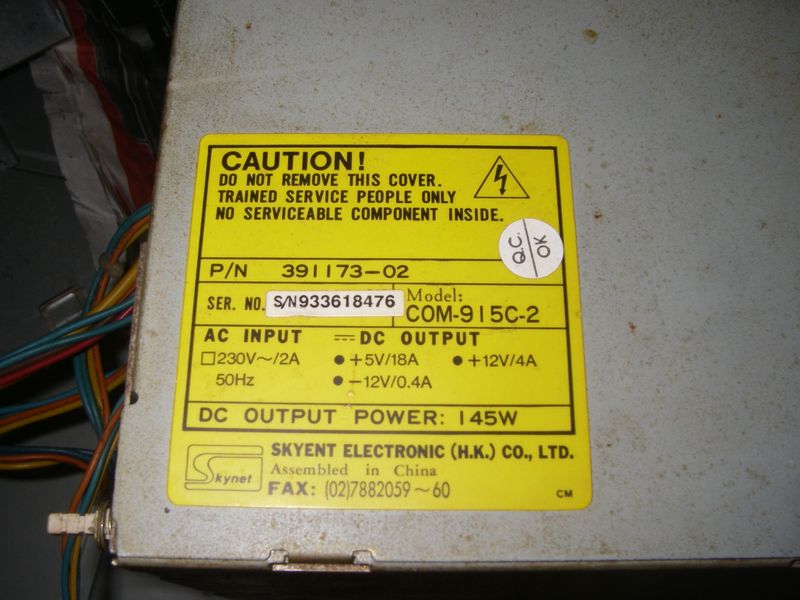 CAUTION!
DO NOT REMOVE THIS COVER.
TRAINED SERVICE PEOPLE ONLY
NO SERVICEABLE COMPONENT INSIDE.
Q.C.
OK
P/N 391173-02
SER. NO. S/N933618476
Model:
COM-915C-2
AC INPUT DC OUTPUT
□230V~/2A ●+5V/18A ●+12V/4A
50Hz ●-12V/0.4A
DC OUTPUT POWER: 145W
Skynet
SKYENT ELECTRONIC (H.K.) CO., LTD.
Assembled in China
FAX: (02)7882059~60
CM